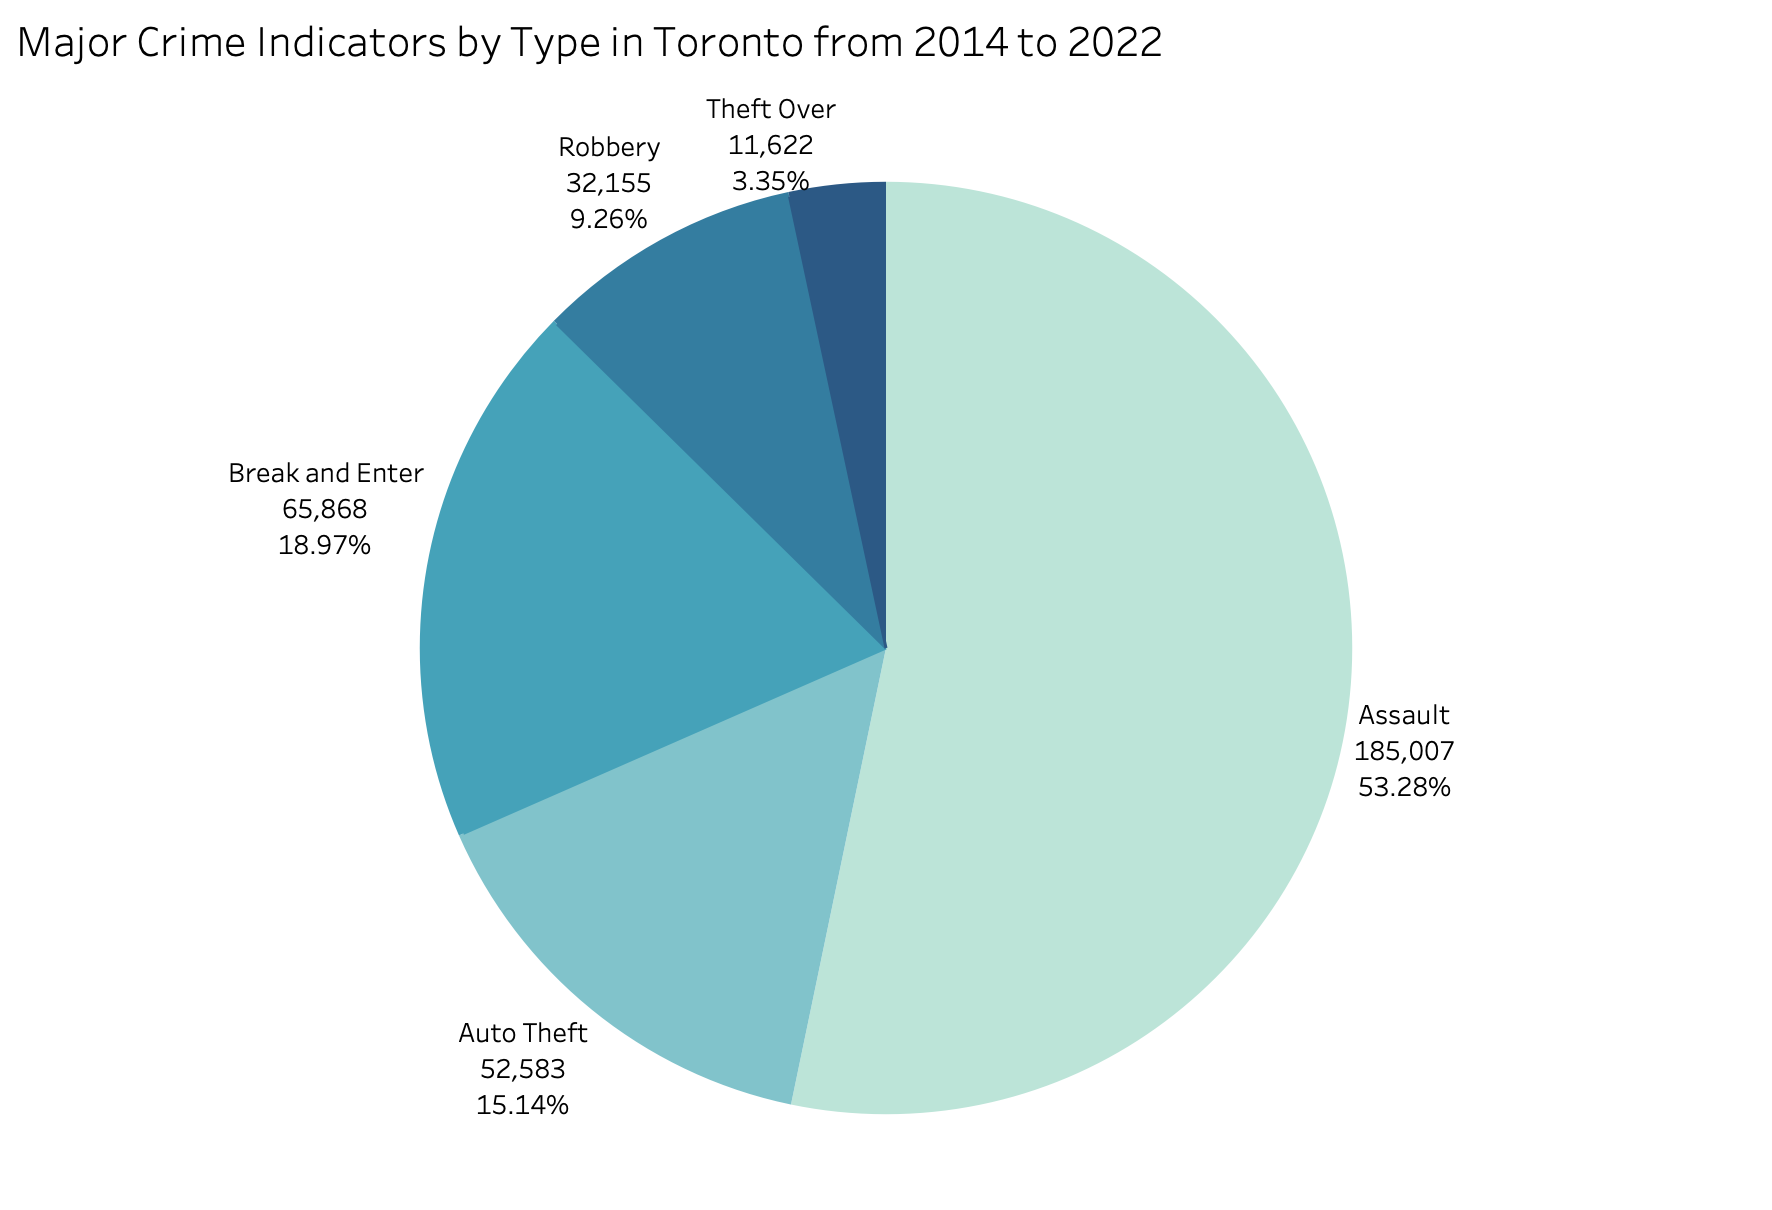 Major Crime Indicators by Type in Toronto from 2014 to 2022
Theft Over
11,622
3.35%
Robbery
32,155
9.26%
Break and Enter
65,868
18.97%
Assault
185,007
53.28%
Auto Theft
52,583
15.14%